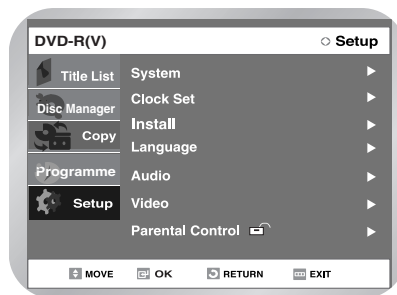 DVD-R(V) Setup
Title List
Disc Manager
Copy
Programme
Setup
System
Clock Set
Install
Language
Audio
Video
Parental Control
MOVE OK RETURN EXIT